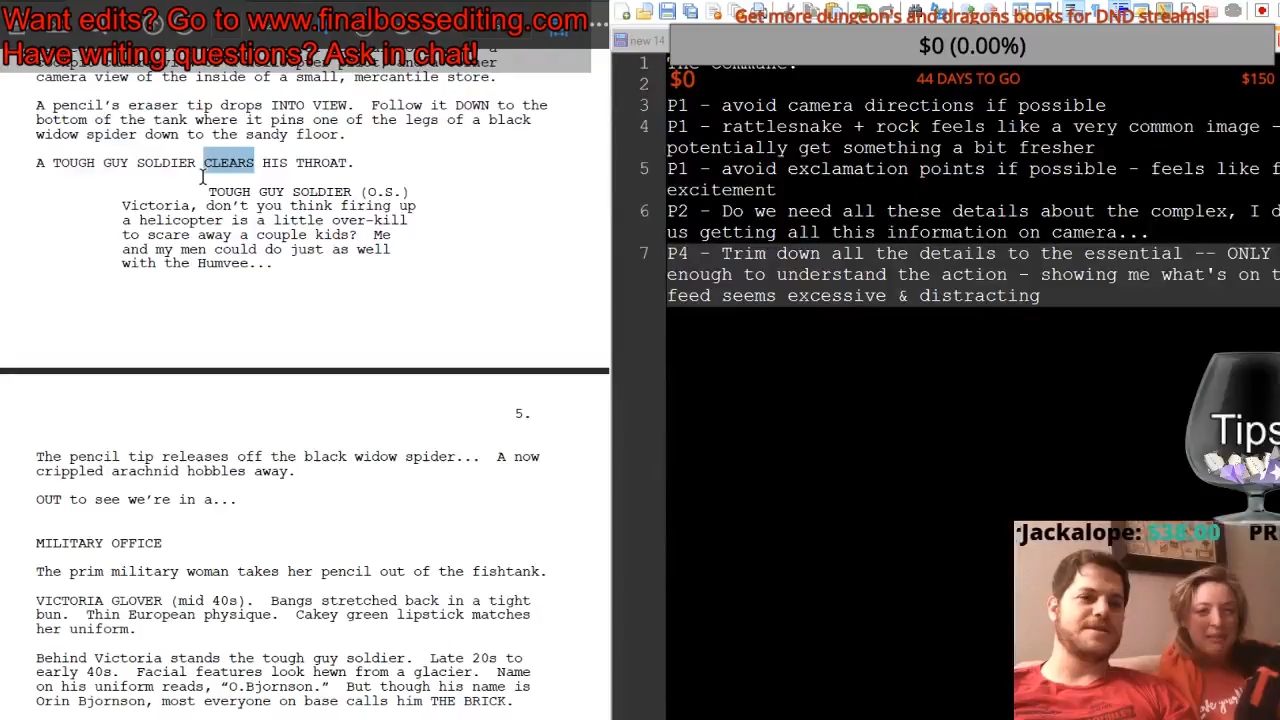 Want edits? Go to www.finalbossediting.com
Have writing questions? Ask in chat!
camera view of the inside of a small, mercantile store.
A pencil's eraser tip drops INTO VIEW. Follow it DOWN to the
bottom of the tank where it pins one of the legs of a black
widow spider down to the sandy floor.
A TOUGH GUY SOLDIER CLEARS HIS THROAT.
TOUGH GUY SOLDIER (O.S.)
Victoria, don't you think firing up
a helicopter is a little over-kill
to scare away a couple kids? Me
and my men could do just as well
with the Humvee...
5.
The pencil tip releases off the black widow spider... A now
crippled arachnid hobbles away.
OUT to see we're in a...
MILITARY OFFICE
The prim military woman takes her pencil out of the fishtank.
VICTORIA GLOVER (mid 40s). Bangs stretched back in a tight
bun. Thin European physique. Cakey green lipstick matches
her uniform.
Behind Victoria stands the tough guy soldier. Late 20s to
early 40s. Facial features look hewn from a glacier. Name
on his uniform reads, "O.Bjornson." But though his name is
Orin Bjornson, most everyone on base calls him THE BRICK.
Get more dungeon's and dragons books for DND streams!
new 14
$0 (0.00%)
$0 44 DAYS TO GO $150
1 The Commune:
2
3 P1 - avoid camera directions if possible
4 P1 - rattlesnake + rock feels like a very common image -
potentially get something a bit fresher
5 P1 - avoid exclamation points if possible - feels like f
excitement
6 P2 - Do we need all these details about the complex, I d
us getting all this information on camera...
7 P4 - Trim down all the details to the essential -- ONLY
enough to understand the action - showing me what's on t
feed seems excessive & distracting
Tips
Jackalope: $38.00 PR